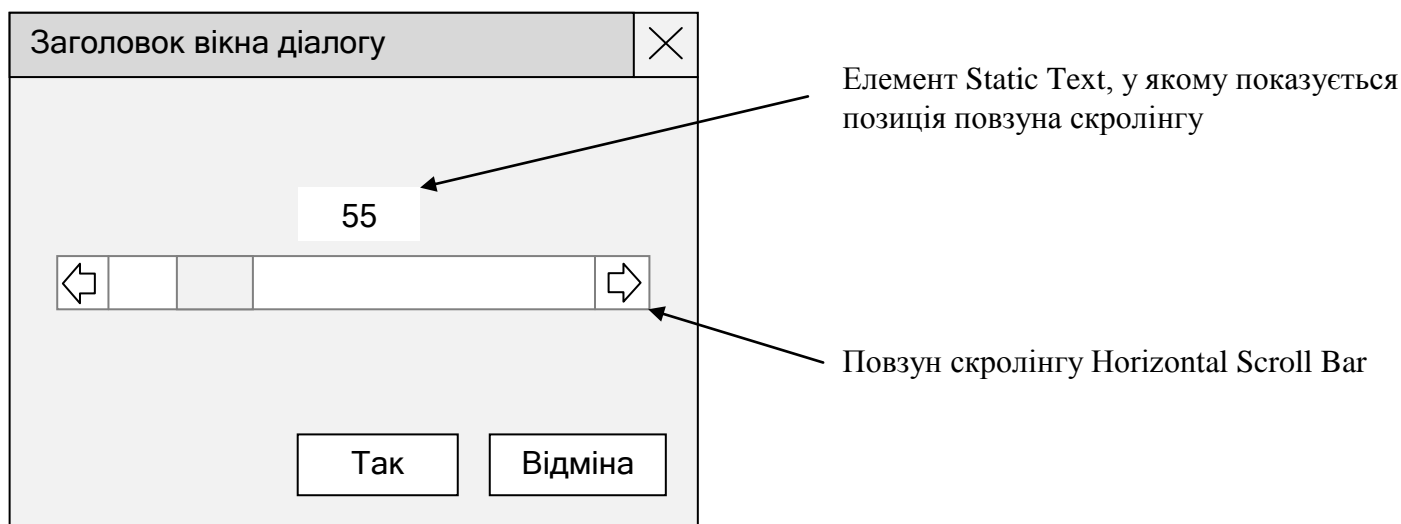 Заголовок вікна діалогу
Елемент Static Text, у якому показується
позиція повзуна скролінгу
55
Повзун скролінгу Horizontal Scroll Bar
Так
Відміна